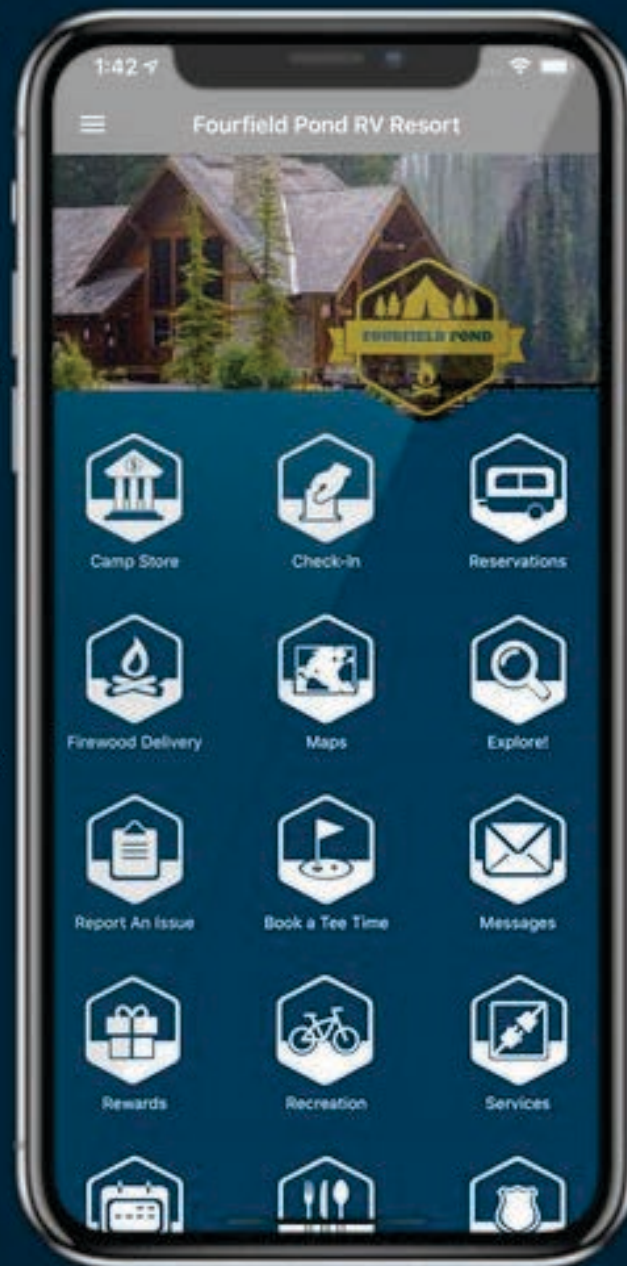 1:42
Fourfield Pond RV Resort
FOURFIELD POND
$
Camp Store Check-In Reservations
Firewood Delivery Maps Explore!
Report An Issue Book a Tee Time Messages
Rewards Recreation Services